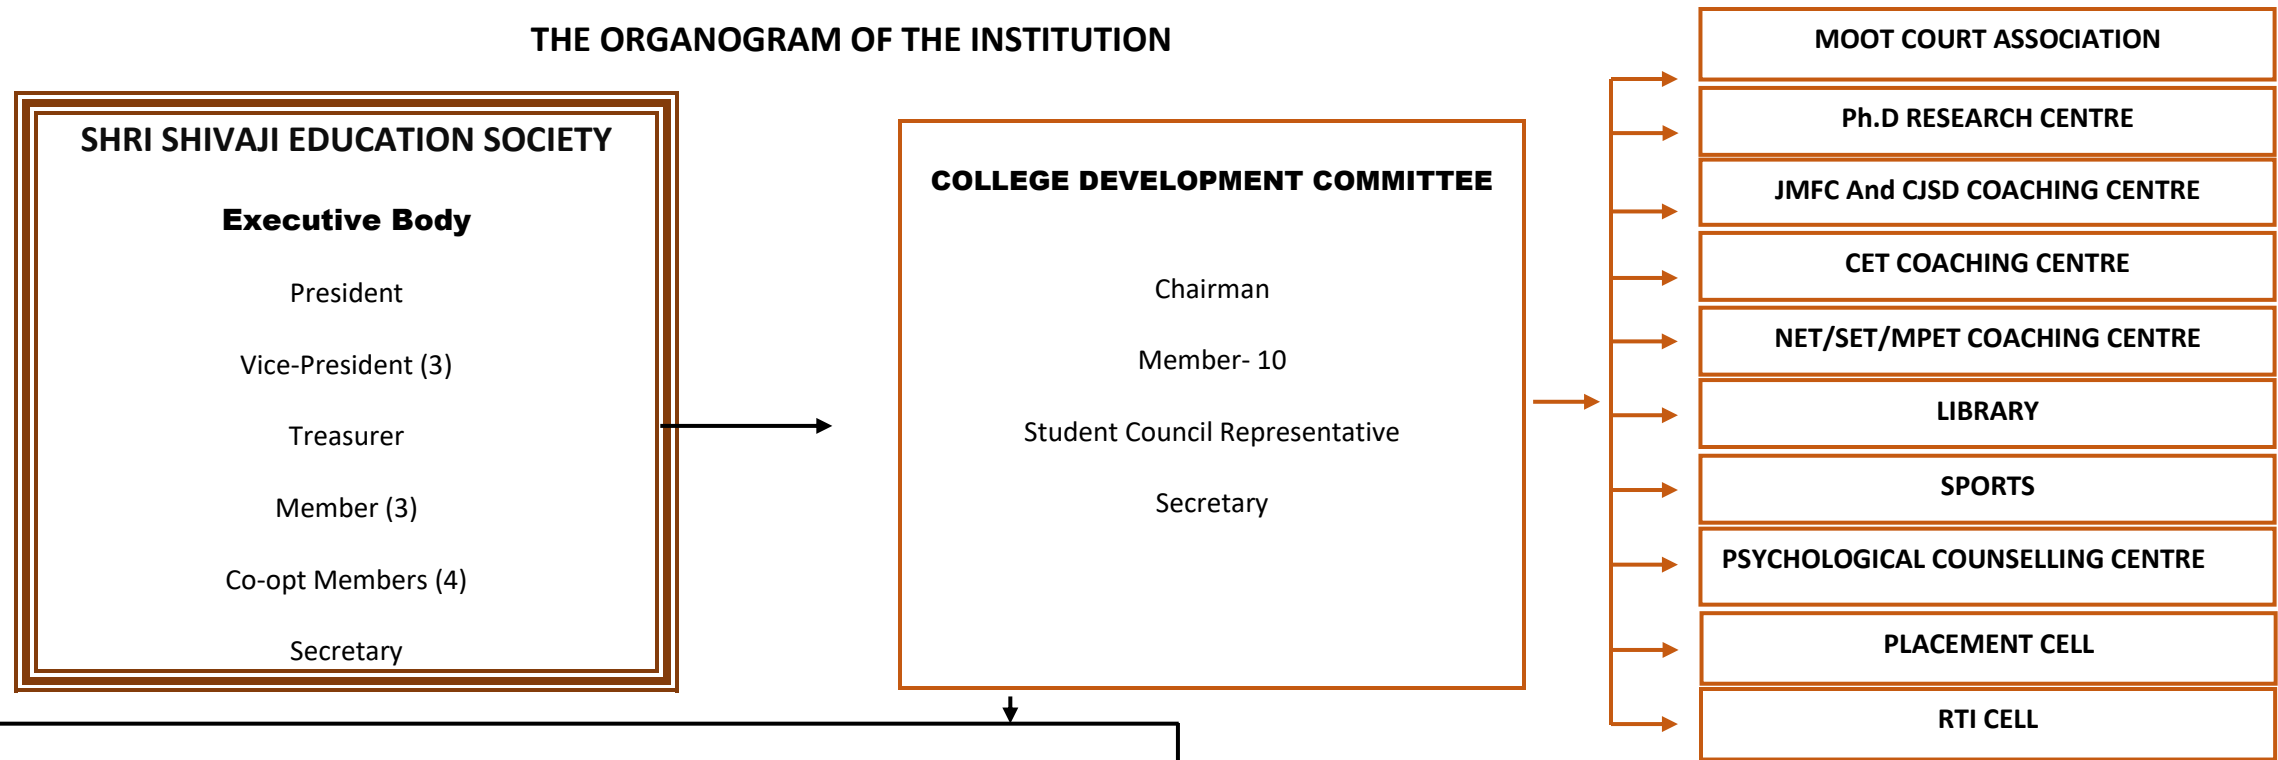 THE ORGANOGRAM OF THE INSTITUTION
SHRI SHIVAJI EDUCATION SOCIETY
Executive Body
President
Vice-President (3)
Treasurer
Member (3)
Co-opt Members (4)
Secretary
COLLEGE DEVELOPMENT COMMITTEE
Chairman
Member- 10
Student Council Representative
Secretary
MOOT COURT ASSOCIATION
Ph.D RESEARCH CENTRE
JMFC And CJSD COACHING CENTRE
CET COACHING CENTRE
NET/SET/MPET COACHING CENTRE
LIBRARY
SPORTS
PSYCHOLOGICAL COUNSELLING CENTRE
PLACEMENT CELL
RTI CELL